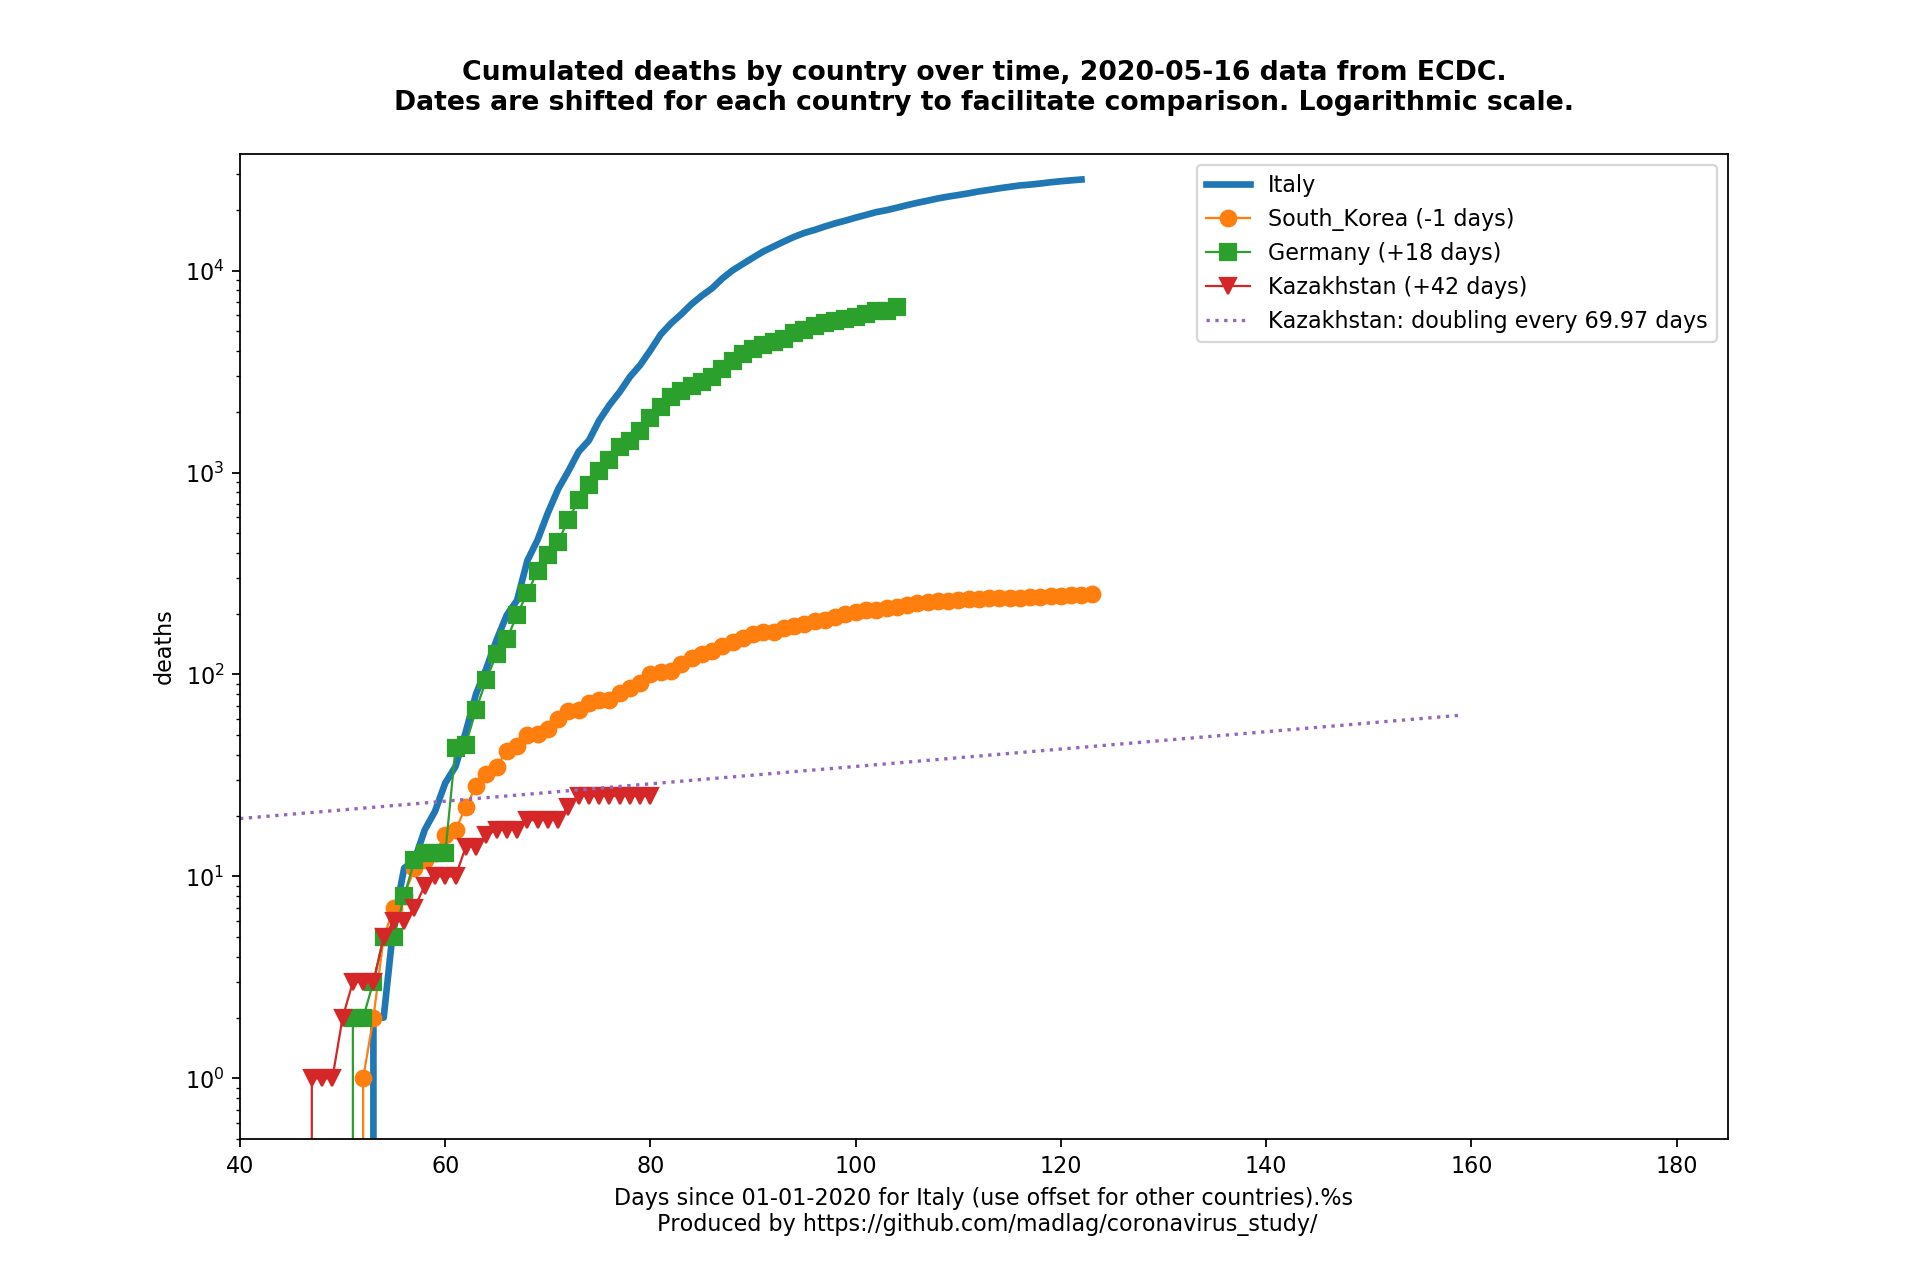 Cumulated deaths by country over time, 2020-05-16 data from ECDC.
Dates are shifted for each country to facilitate comparison. Logarithmic scale.
Italy
South_Korea (-1 days)
Germany (+18 days)
Kazakhstan (+42 days)
Kazakhstan: doubling every 69.97 days
deaths
10⁴
10³
10²
10¹
10⁰
40 60 80 100 120 140 160 180
Days since 01-01-2020 for Italy (use offset for other countries).%s
Produced by https://github.com/madlag/coronavirus_study/